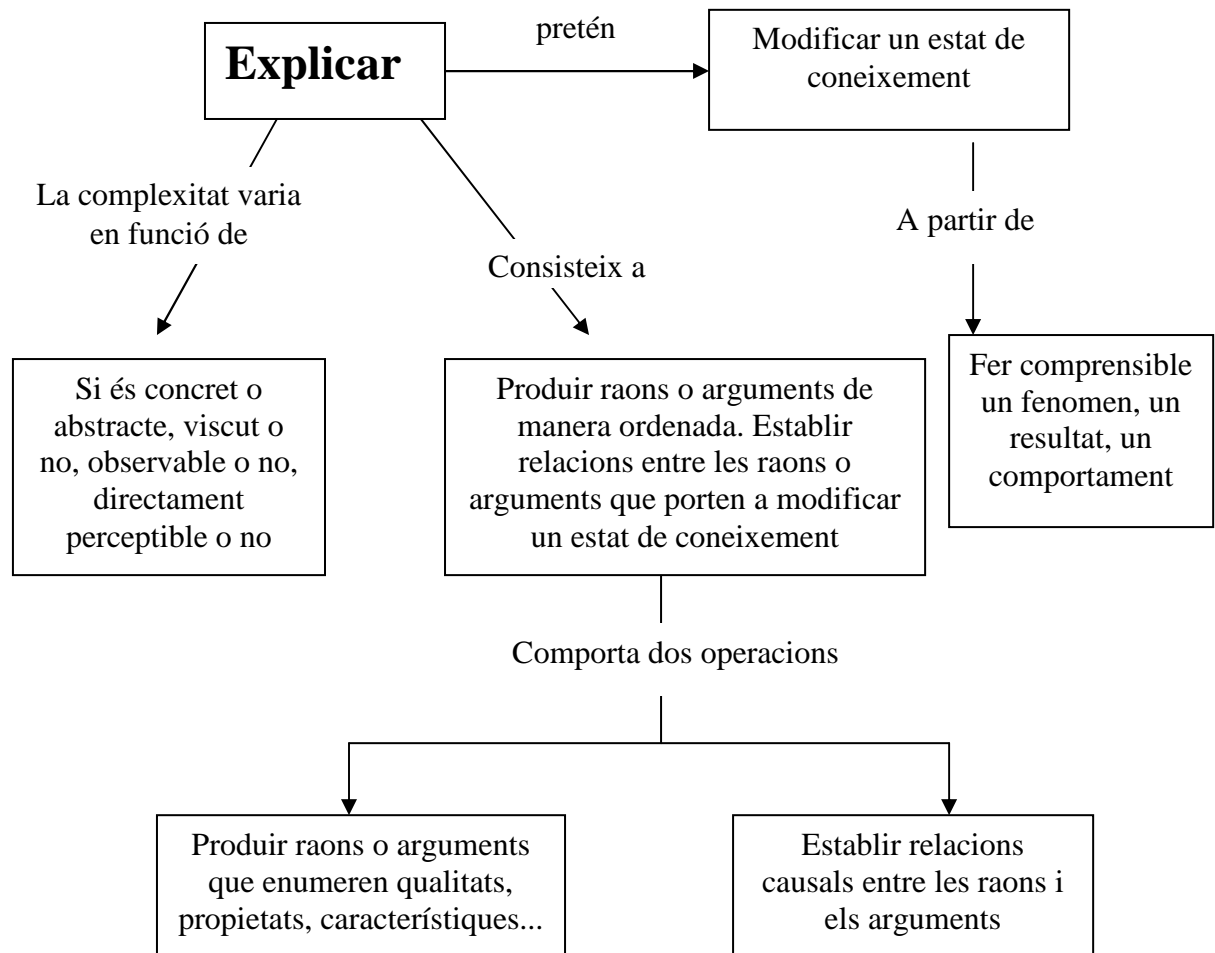 pretén
Explicar
Modificar un estat de
coneixement
La complexitat varia
en funció de
A partir de
Consisteix a
Si és concret o
abstracte, viscut o
no, observable o no,
directament
perceptible o no
Produir raons o arguments de
manera ordenada. Establir
relacions entre les raons o
arguments que porten a modificar
un estat de coneixement
Fer comprensible
un fenomen, un
resultat, un
comportament
Comporta dos operacions
Produir raons o arguments
que enumeren qualitats,
propietats, característiques...
Establir relacions
causals entre les raons i
els arguments